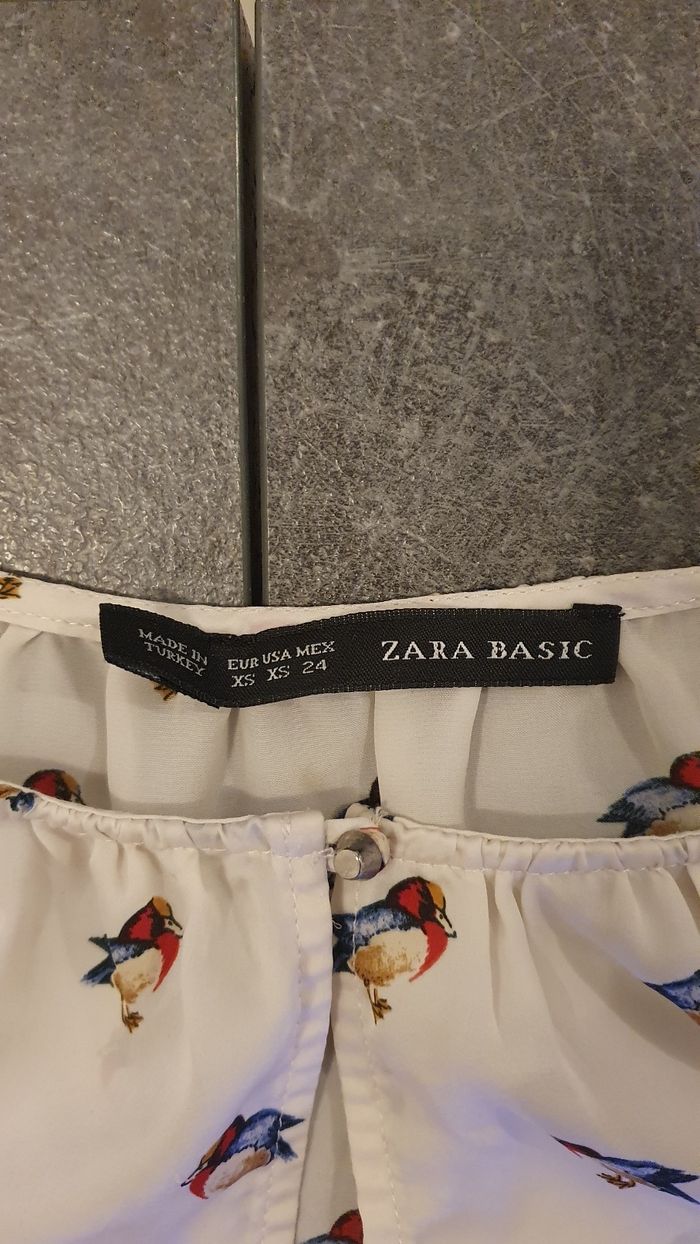 MADE IN
TURKEY
EUR USA MEX
XS XS 24
ZARA BASIC